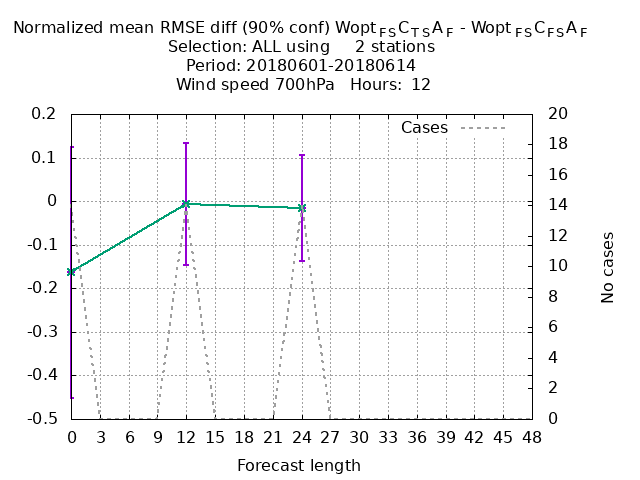 Normalized mean RMSE diff (90% conf) Wopt FS C TS A F - Wopt FS C FS A F
Selection: ALL using 2 stations
Period: 20180601-20180614
Wind speed 700hPa Hours: 12
Cases
0.2
0.1
0
-0.1
-0.2
-0.3
-0.4
-0.5
20
18
16
14
12
10
8
6
4
2
0
No cases
0 3 6 9 12 15 18 21 24 27 30 33 36 39 42 45 48
Forecast length